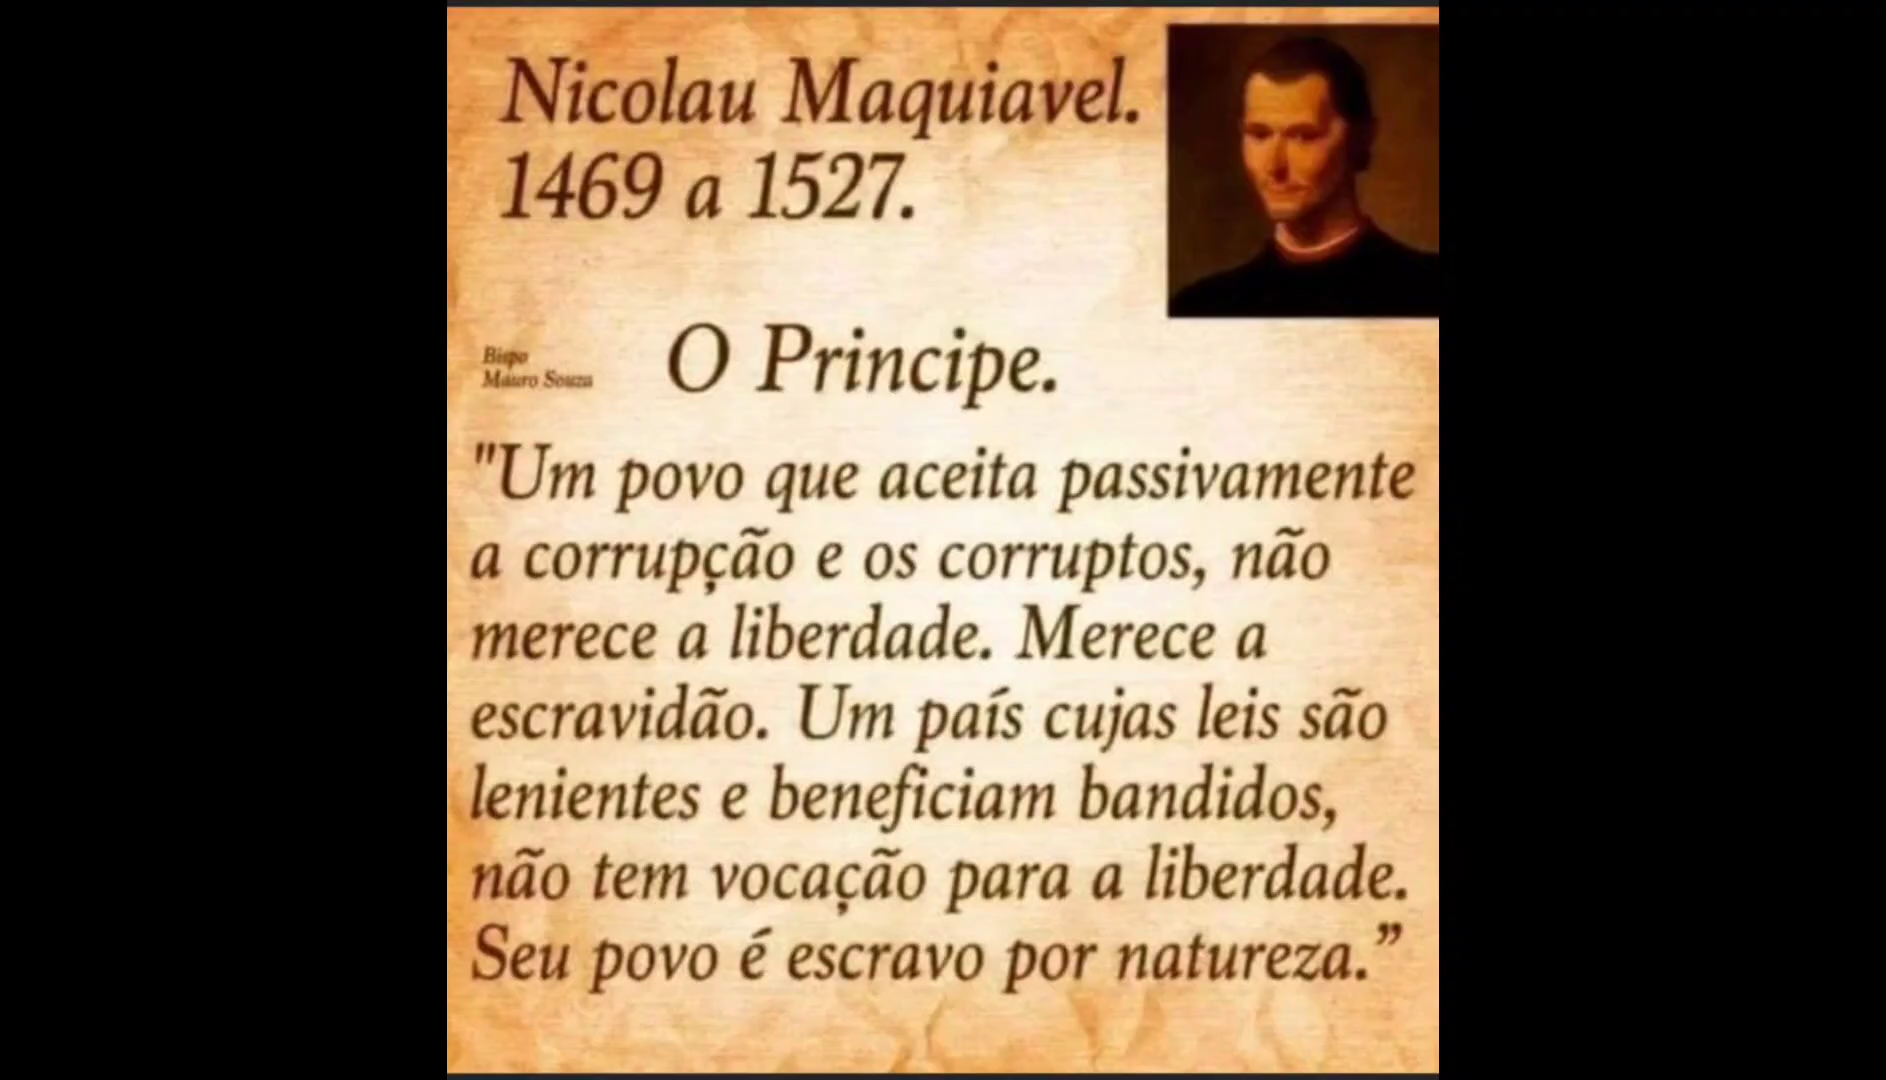 Nicolau Maquiavel.
1469 a 1527.
Bispo
Mauro Souza
O Principe.
"Um povo que aceita passivamente
a corrupção e os corruptos, não
merece a liberdade. Merece a
escravidão. Um país cujas leis são
lenientes e beneficiam bandidos,
não tem vocação para a liberdade.
Seu povo é escravo por natureza.”